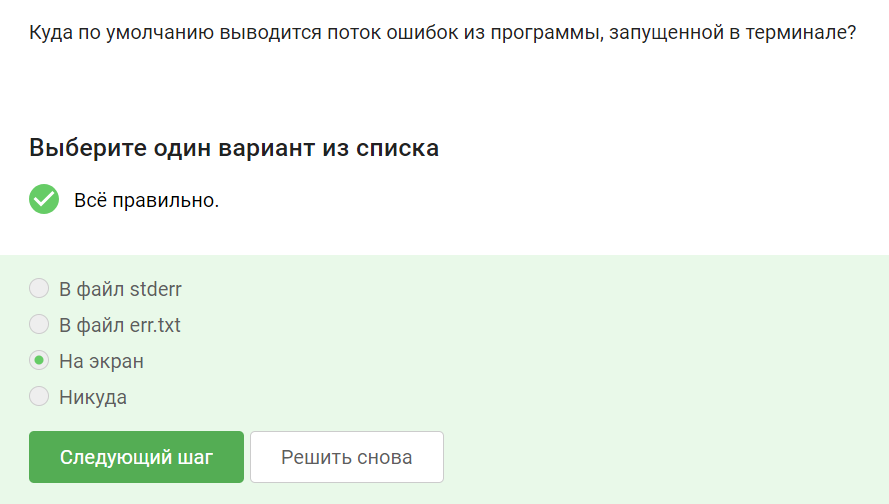 Куда по умолчанию выводится поток ошибок из программы, запущенной в терминале?
Выберите один вариант из списка
Всё правильно.
В файл stderr
В файл err.txt
На экран
Никуда
Следующий шаг
Решить снова